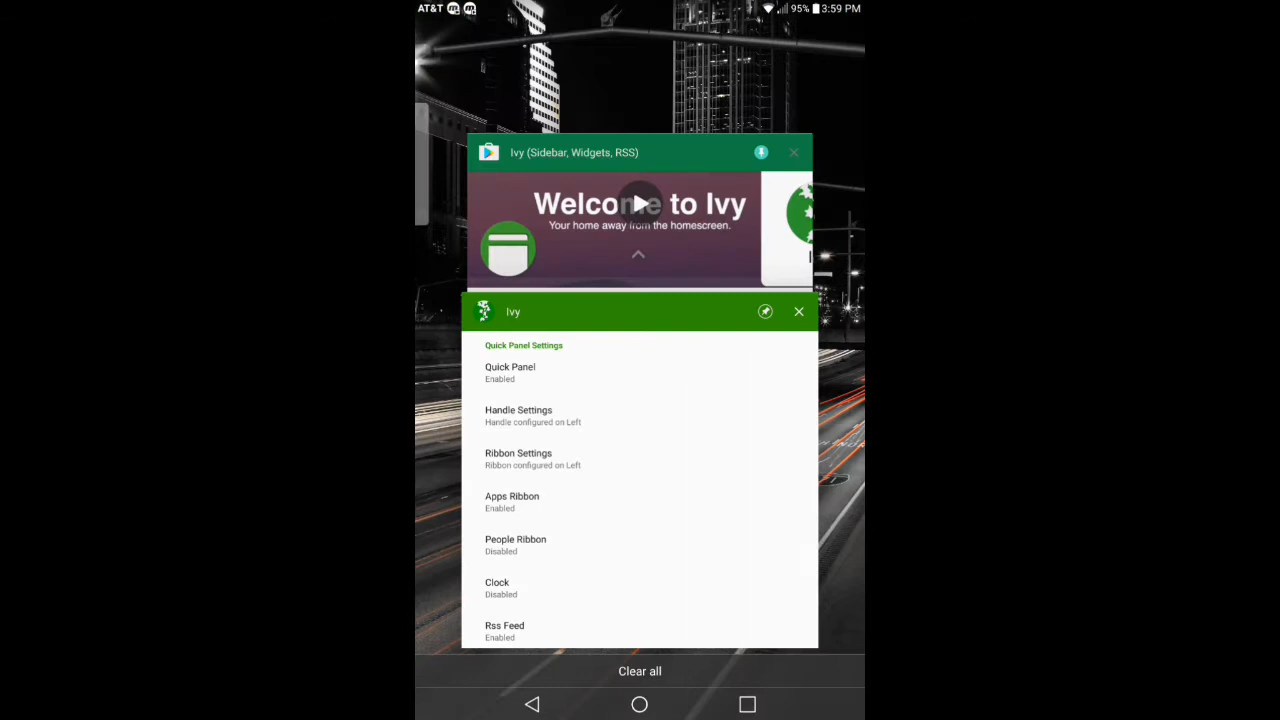 AT&T 95% 3:59 PM
Ivy (Sidebar, Widgets, RSS)
Welcome to Ivy
Your home away from the homescreen.
Ivy
Quick Panel Settings
Quick Panel
Enabled
Handle Settings
Handle configured on Left
Ribbon Settings
Ribbon configured on Left
Apps Ribbon
Enabled
People Ribbon
Disabled
Clock
Disabled
Rss Feed
Enabled
Clear all